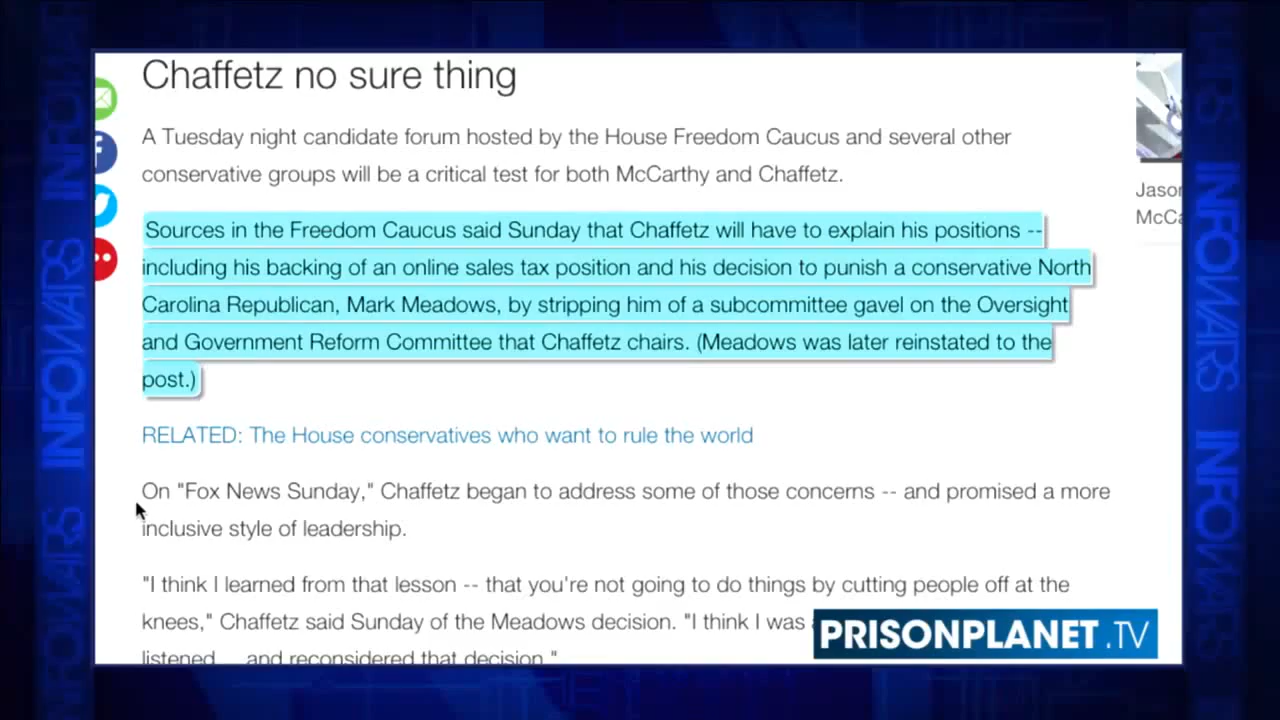 Chaffetz no sure thing
A Tuesday night candidate forum hosted by the House Freedom Caucus and several other
conservative groups will be a critical test for both McCarthy and Chaffetz.
Jason
McCa
Sources in the Freedom Caucus said Sunday that Chaffetz will have to explain his positions --
including his backing of an online sales tax position and his decision to punish a conservative North
Carolina Republican, Mark Meadows, by stripping him of a subcommittee gavel on the Oversight
and Government Reform Committee that Chaffetz chairs. (Meadows was later reinstated to the
post.)
RELATED: The House conservatives who want to rule the world
On "Fox News Sunday," Chaffetz began to address some of those concerns -- and promised a more
inclusive style of leadership.
"I think I learned from that lesson -- that you're not going to do things by cutting people off at the
knees," Chaffetz said Sunday of the Meadows decision. "I think I was
listened ... and reconsidered that decision."
PRISONPLANET.TV
INFOWARS
INFOWARS
INFOWARS
INFOWARS